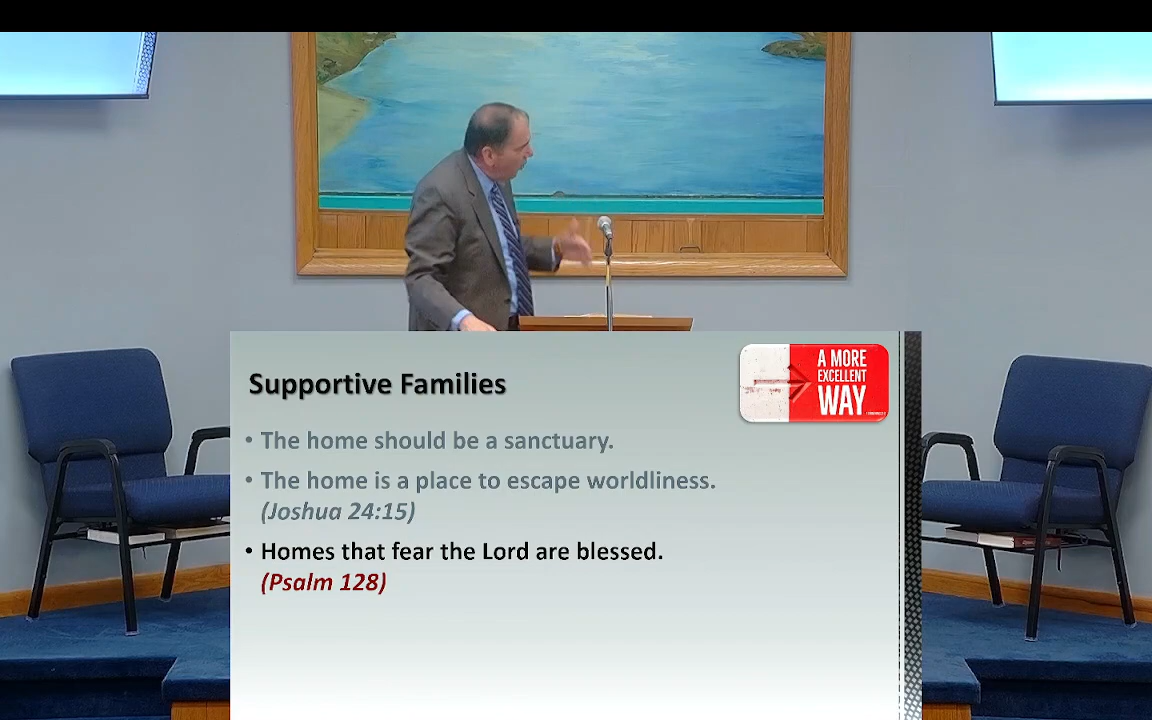 Supportive Families
A MORE
EXCELLENT
WAY
• The home should be a sanctuary.
• The home is a place to escape worldliness.
(Joshua 24:15)
• Homes that fear the Lord are blessed.
(Psalm 128)